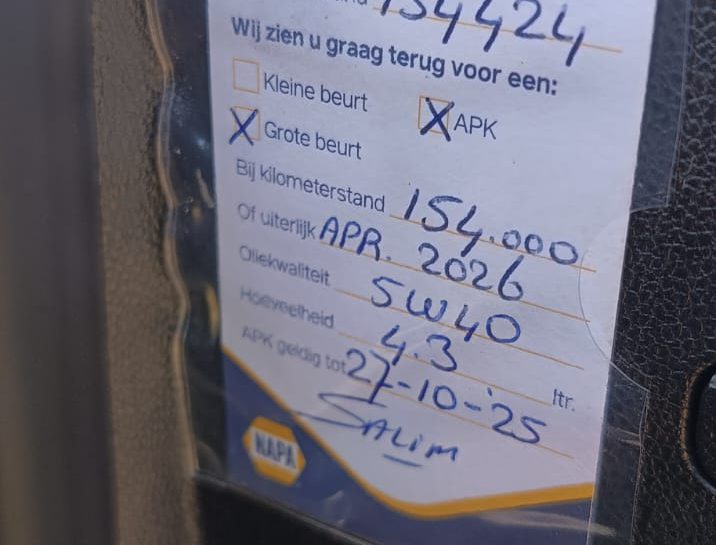 134424
Wij zien u graag terug voor een:
Kleine beurt
X APK
X Grote beurt
Bij kilometerstand 154.000
Of uiterlijk APR. 2026
Oliekwaliteit 5W40
Hoeveelheid 4.3 ltr.
APK geldig tot 27-10-'25
SALIM
NAPA